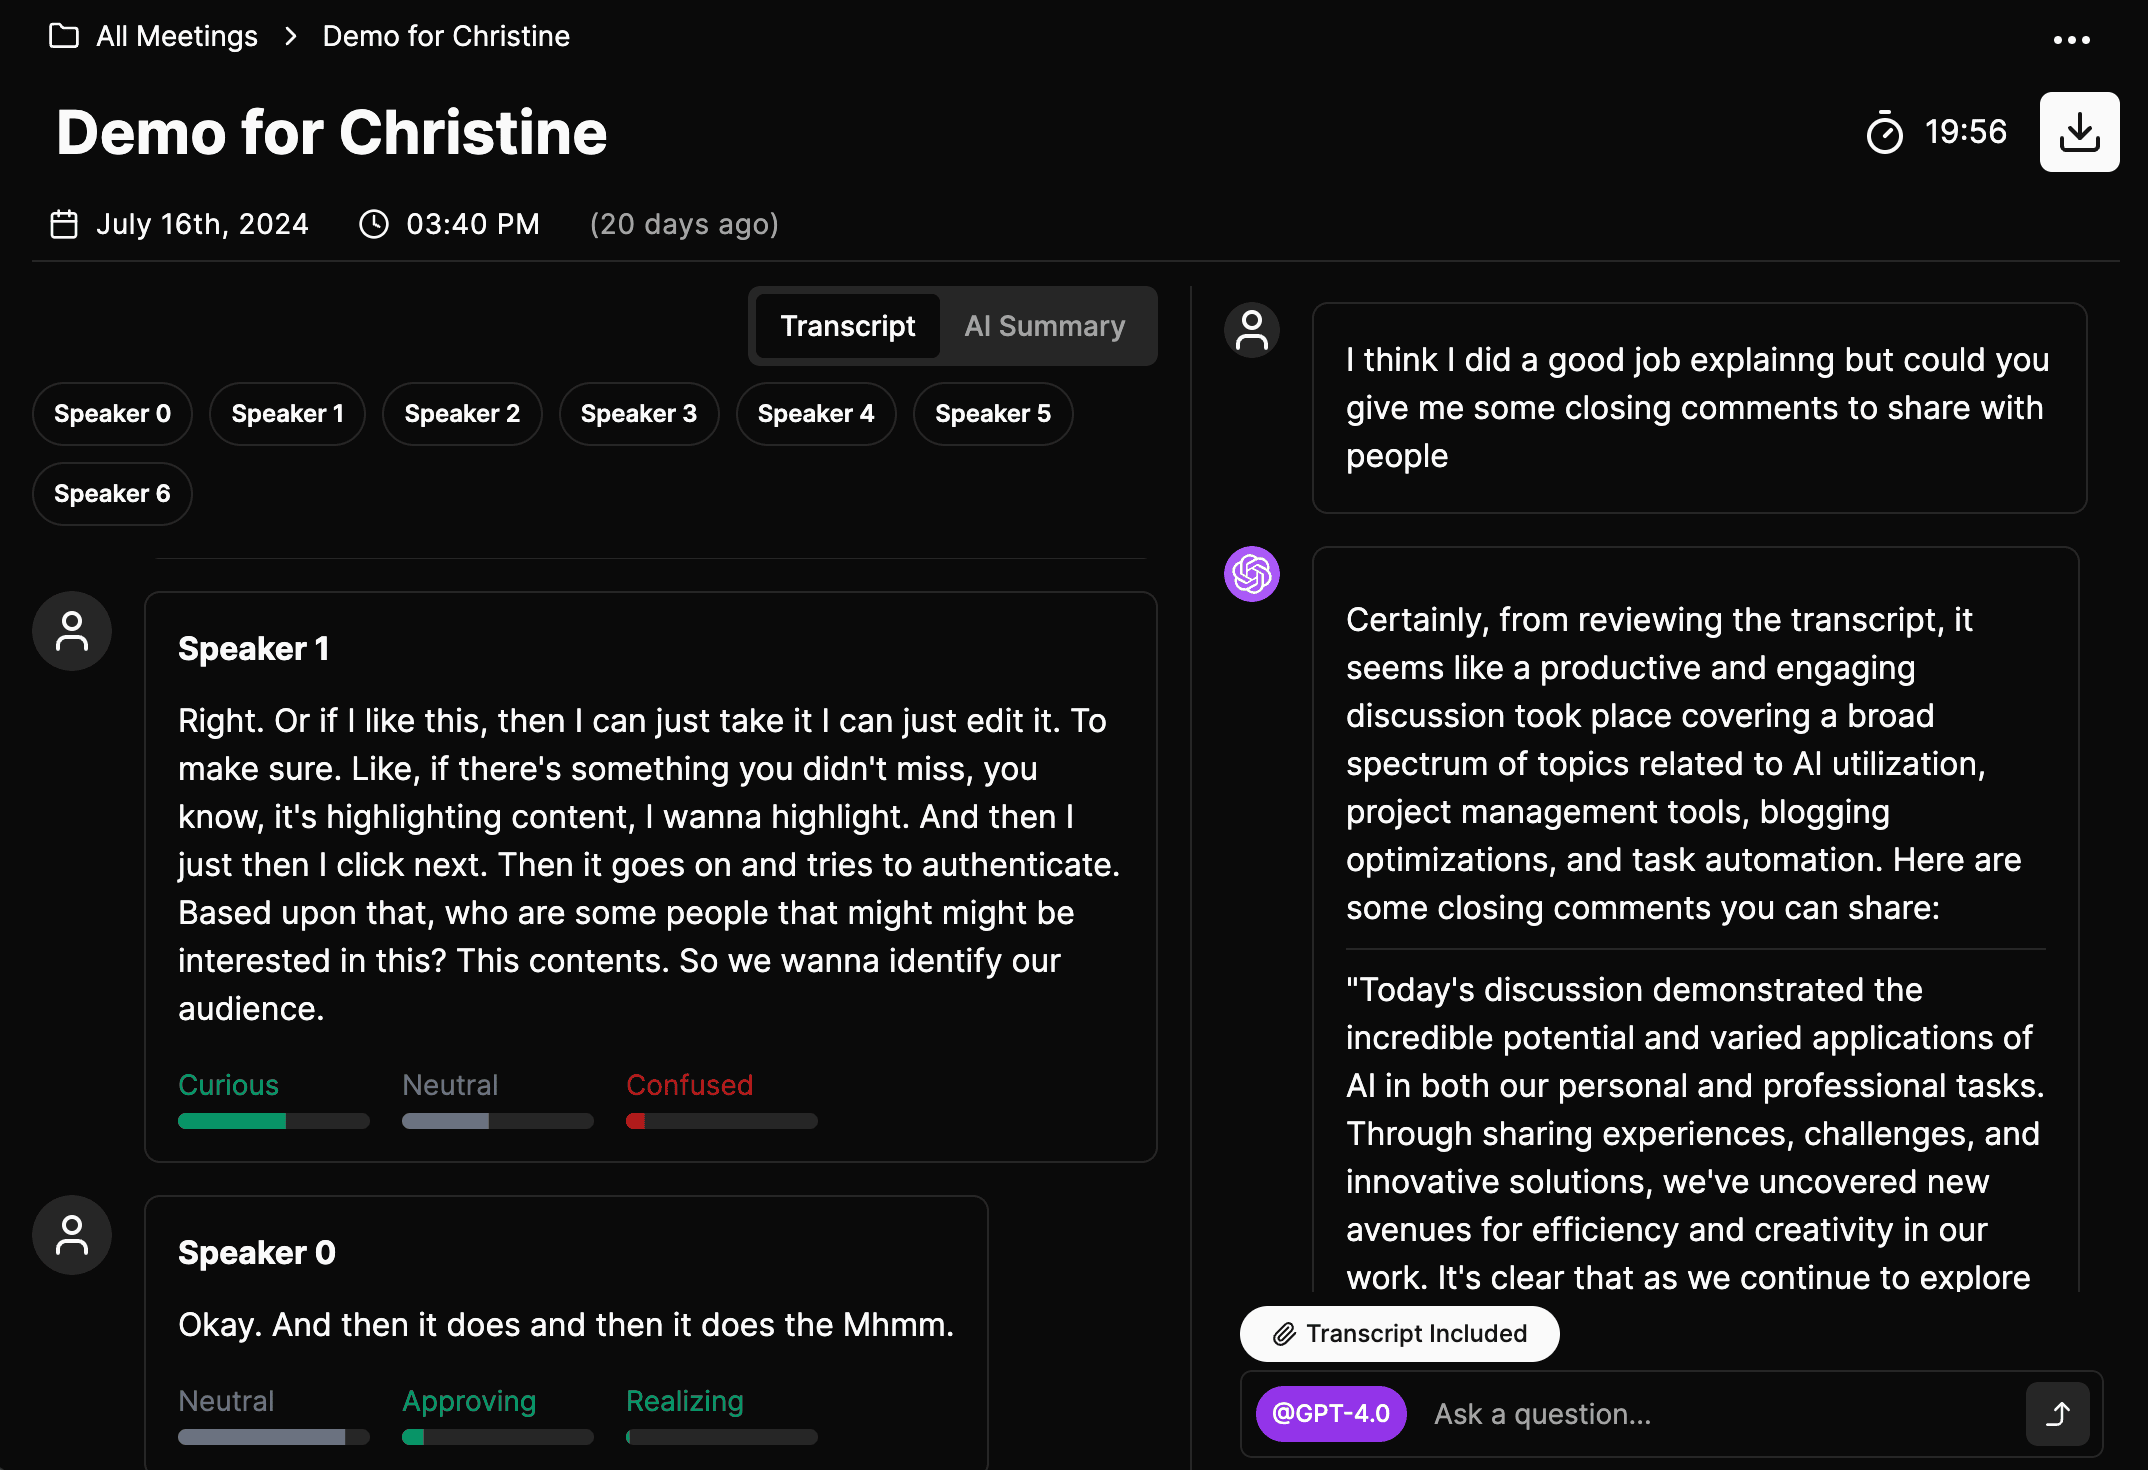 All Meetings > Demo for Christine
Demo for Christine
19:56
July 16th, 2024 03:40 PM (20 days ago)
Transcript AI Summary
Speaker 0 Speaker 1 Speaker 2 Speaker 3 Speaker 4 Speaker 5
Speaker 6
Speaker 1
Right. Or if I like this, then I can just take it I can just edit it. To
make sure. Like, if there's something you didn't miss, you
know, it's highlighting content, I wanna highlight. And then I
just then I click next. Then it goes on and tries to authenticate.
Based upon that, who are some people that might might be
interested in this? This contents. So we wanna identify our
audience.
Curious Neutral Confused
Speaker 0
Okay. And then it does and then it does the Mhmm.
Neutral Approving Realizing
I think I did a good job explainng but could you
give me some closing comments to share with
people
Certainly, from reviewing the transcript, it
seems like a productive and engaging
discussion took place covering a broad
spectrum of topics related to AI utilization,
project management tools, blogging
optimizations, and task automation. Here are
some closing comments you can share:
"Today's discussion demonstrated the
incredible potential and varied applications of
AI in both our personal and professional tasks.
Through sharing experiences, challenges, and
innovative solutions, we've uncovered new
avenues for efficiency and creativity in our
work. It's clear that as we continue to explore
Transcript Included
@GPT-4.0 Ask a question...